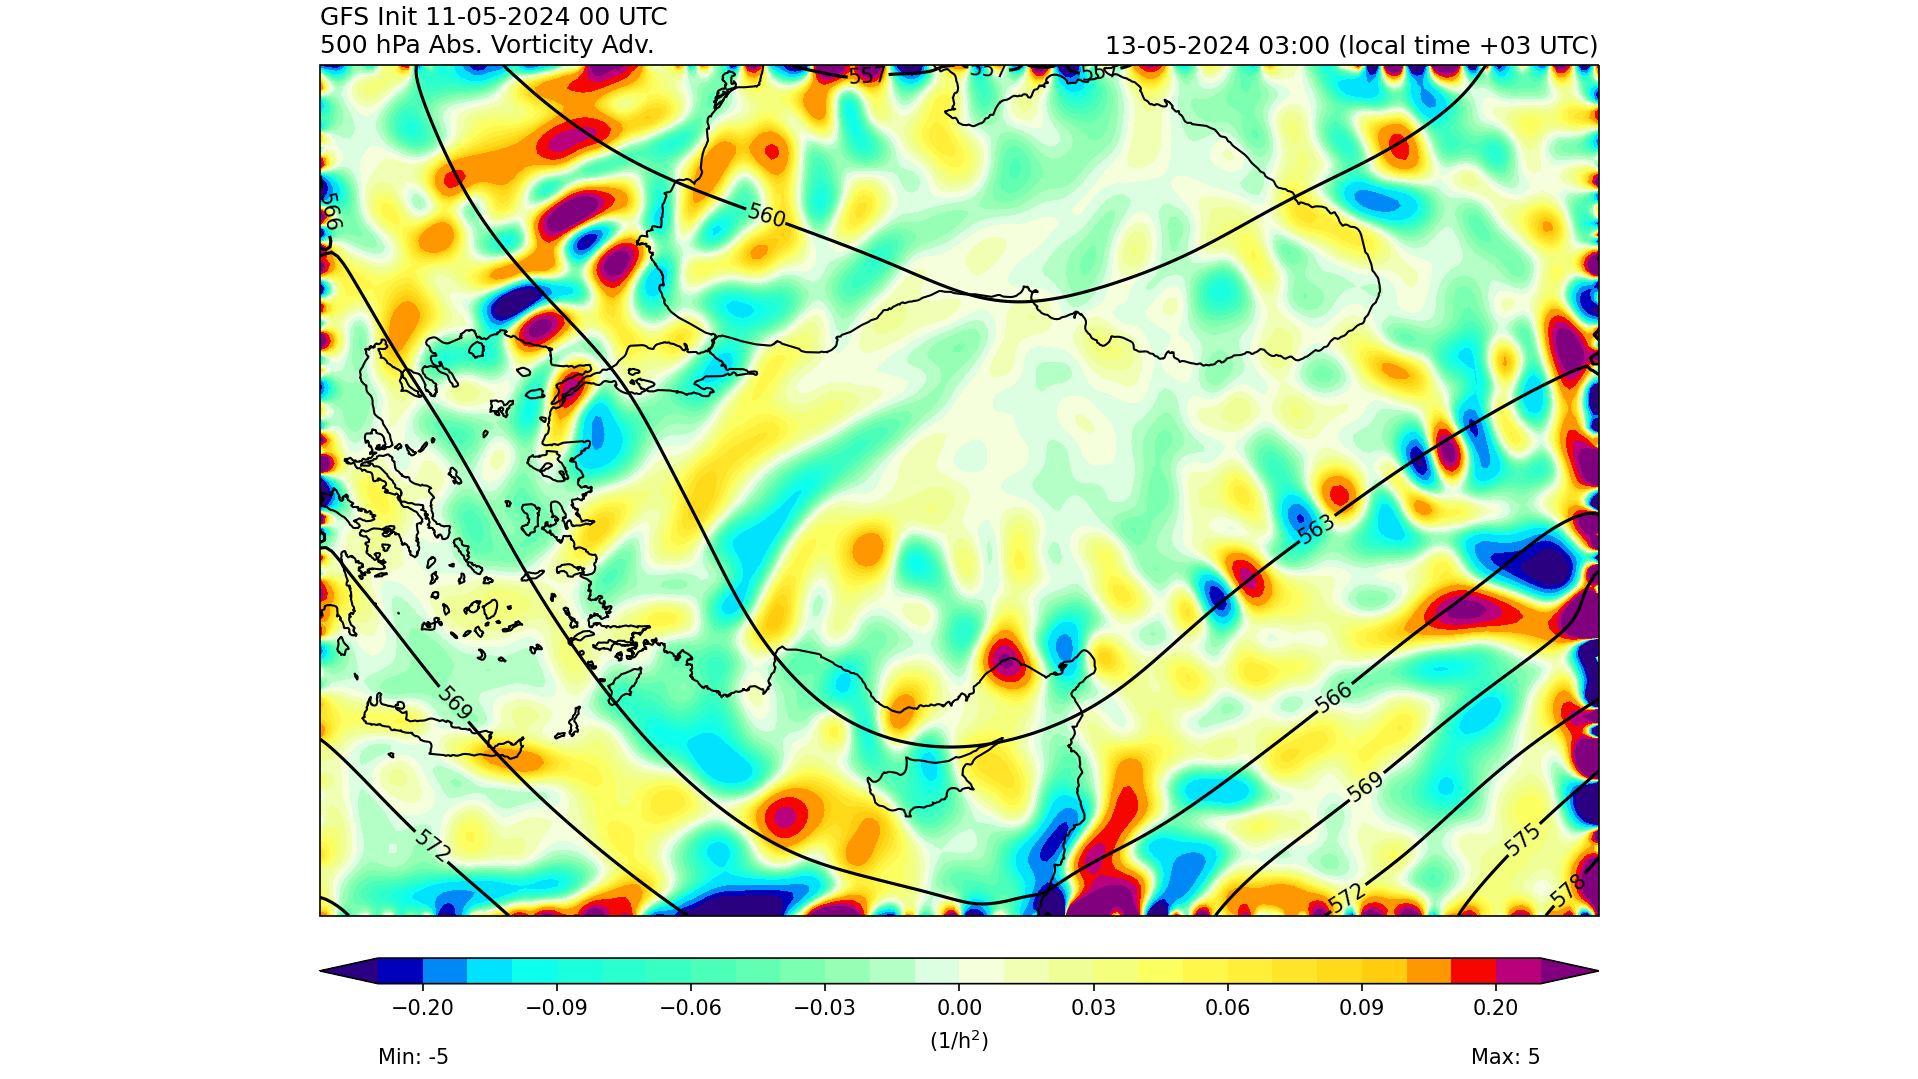 GFS Init 11-05-2024 00 UTC
500 hPa Abs. Vorticity Adv.
13-05-2024 03:00 (local time +03 UTC)
557
557
566
560
563
566
569
569
572
575
572
578
−0.20 −0.09 −0.06 −0.03 0.00 0.03 0.06 0.09 0.20
(1/h²)
Min: -5
Max: 5